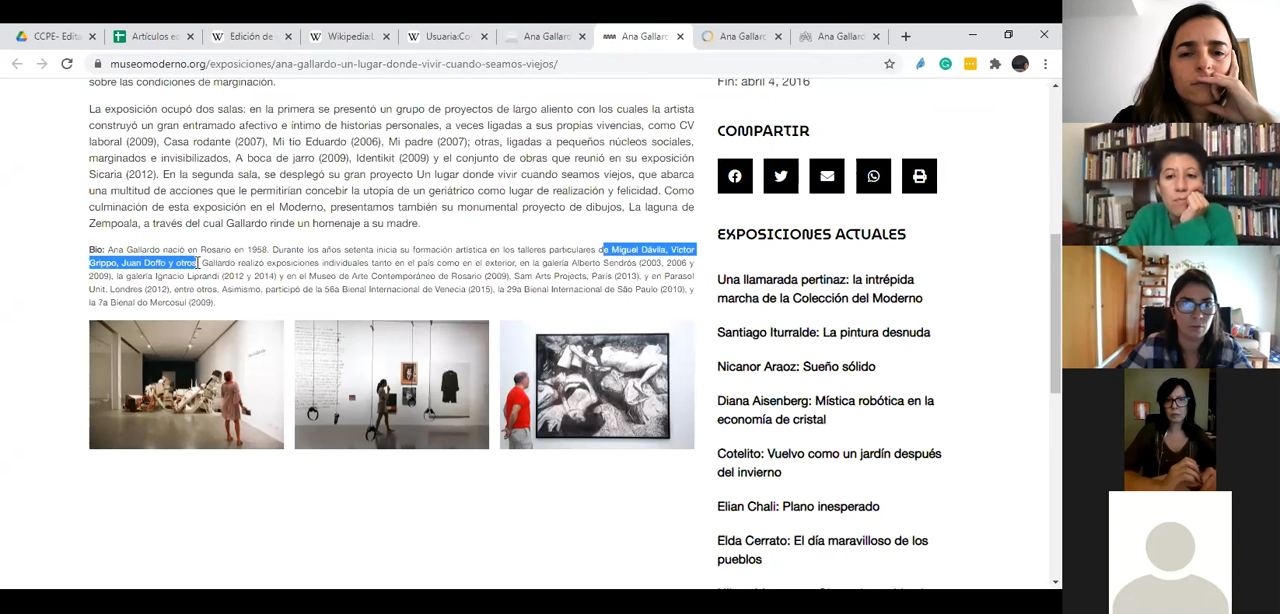 CCPE- Edita
Artículos es
Edición de
Wikipedia:L
Usuaria:Co
Ana Gallard
Ana Gallard
Ana Gallard
Ana Gallard
museomoderno.org/exposiciones/ana-gallardo-un-lugar-donde-vivir-cuando-seamos-viejos/
sobre las condiciones de marginación.
La exposición ocupó dos salas: en la primera se presentó un grupo de proyectos de largo aliento con los cuales la artista
construyó un gran entramado afectivo e íntimo de historias personales, a veces ligadas a sus propias vivencias, como CV
laboral (2009), Casa rodante (2007), Mi tío Eduardo (2006), Mi padre (2007); otras, ligadas a pequeños núcleos sociales,
marginados e invisibilizados, A boca de jarro (2009), Identikit (2009) y el conjunto de obras que reunió en su exposición
Sicaria (2012). En la segunda sala, se desplegó su gran proyecto Un lugar donde vivir cuando seamos viejos, que abarca
una multitud de acciones que le permitirían concebir la utopía de un geriátrico como lugar de realización y felicidad. Como
culminación de esta exposición en el Moderno, presentamos también su monumental proyecto de dibujos, La laguna de
Zempoala, a través del cual Gallardo rinde un homenaje a su madre.
Bio: Ana Gallardo nació en Rosario en 1958. Durante los años setenta inicia su formación artística en los talleres particulares de Miguel Dávila, Víctor
Grippo, Juan Doffo y otros. Gallardo realizó exposiciones individuales tanto en el país como en el exterior, en la galería Alberto Sendrós (2003, 2006 y
2009), la galería Ignacio Liprandi (2012 y 2014) y en el Museo de Arte Contemporáneo de Rosario (2009), Sam Arts Projects, París (2013), y en Parasol
Unit. Londres (2012), entre otros. Asimismo, participó de la 56a Bienal Internacional de Venecia (2015), la 29a Bienal Internacional de São Paulo (2010), y
la 7a Bienal do Mercosul (2009).
Fin: abril 4, 2016
COMPARTIR
EXPOSICIONES ACTUALES
Una llamarada pertinaz: la intrépida
marcha de la Colección del Moderno
Santiago Iturralde: La pintura desnuda
Nicanor Araoz: Sueño sólido
Diana Aisenberg: Mística robótica en la
economía de cristal
Cotelito: Vuelvo como un jardín después
del invierno
Elian Chali: Plano inesperado
Elda Cerrato: El día maravilloso de los
pueblos